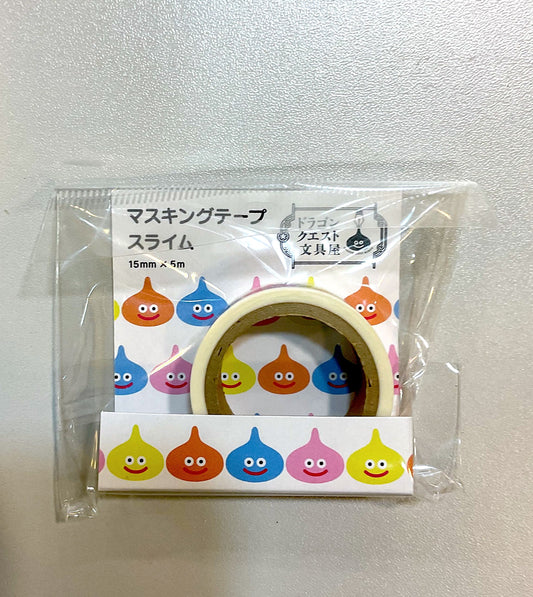 マスキングテープ
スライム
15mm × 5m
ドラゴン
クエスト
文具屋